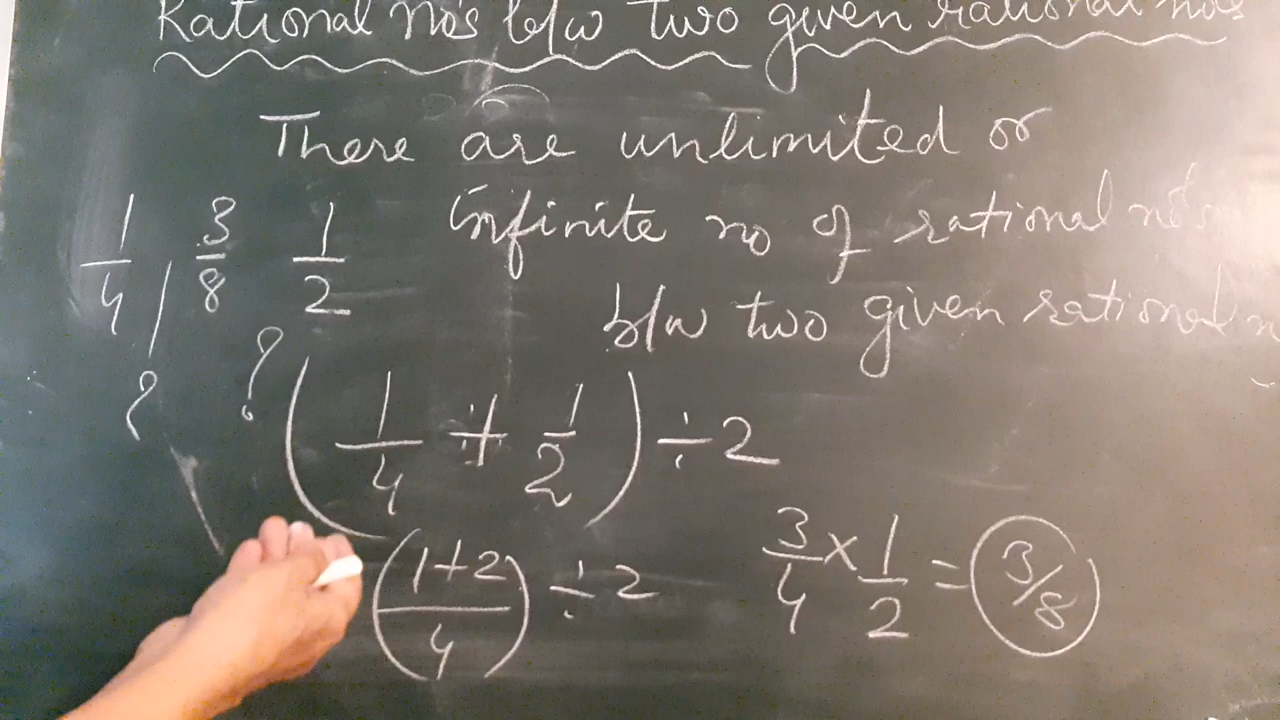 Rational no's b/w two given rational no's
There are unlimited or
infinite no of rational no's
b/w two given rational n
1/4, 3/8 1/2
? ?
(1/4 + 1/2) ÷ 2
((1+2)/4) ÷ 2
3/4 × 1/2 = 3/8